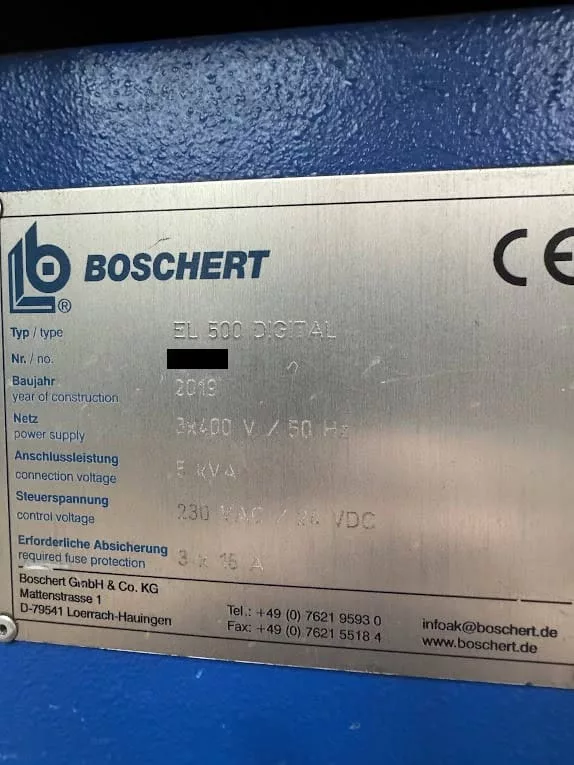 BOSCHERT
®
CE
Typ / type EL 500 DIGITAL
Nr. / no.
Baujahr
year of construction 2019
Netz
power supply 3x400 V / 50 Hz
Anschlussleistung
connection voltage 5 kVA
Steuerspannung
control voltage 230 VAC / 24 VDC
Erforderliche Absicherung
required fuse protection 3 x 16 A
Boschert GmbH & Co. KG
Mattenstrasse 1
D-79541 Loerrach-Hauingen
Tel.: +49 (0) 7621 9593 0
Fax: +49 (0) 7621 5518 4
infoak@boschert.de
www.boschert.de